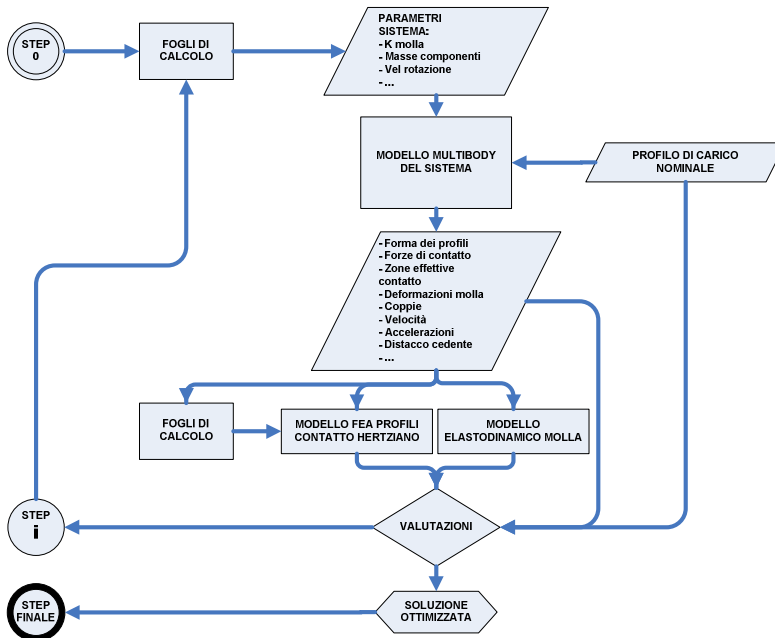 STEP
0
FOGLI DI
CALCOLO
PARAMETRI
SISTEMA:
- K molla
- Masse componenti
- Vel rotazione
- ...
MODELLO MULTIBODY
DEL SISTEMA
PROFILO DI CARICO
NOMINALE
- Forma dei profili
- Forze di contatto
- Zone effettive
contatto
- Deformazioni molla
- Coppie
- Velocità
- Accelerazioni
- Distacco cedente
- ...
FOGLI DI
CALCOLO
MODELLO FEA PROFILI
CONTATTO HERTZIANO
MODELLO
ELASTODINAMICO MOLLA
STEP
i
VALUTAZIONI
STEP
FINALE
SOLUZIONE
OTTIMIZZATA